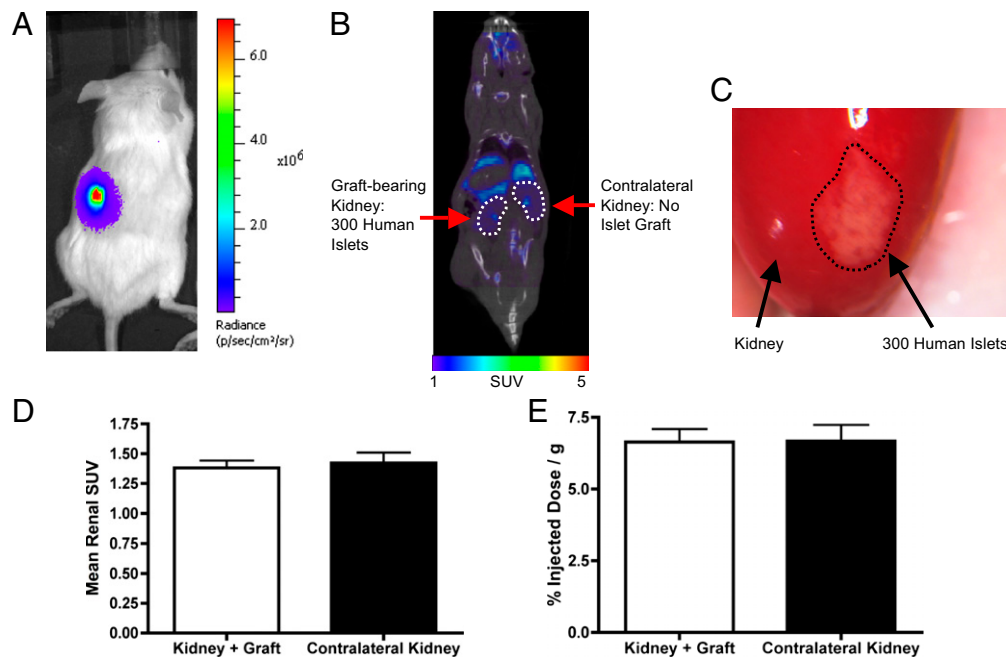 A
6.0
4.0
x10⁶
2.0
Radiance
(p/sec/cm²/sr)
B
Graft-bearing
Kidney:
300 Human
Islets
Contralateral
Kidney: No
Islet Graft
1
SUV
5
C
Kidney
300 Human Islets
D
Mean Renal SUV
1.75
1.50
1.25
1.00
0.75
0.50
0.25
0.00
Kidney + Graft
Contralateral Kidney
E
% Injected Dose / g
7.5
5.0
2.5
0.0
Kidney + Graft
Contralateral Kidney